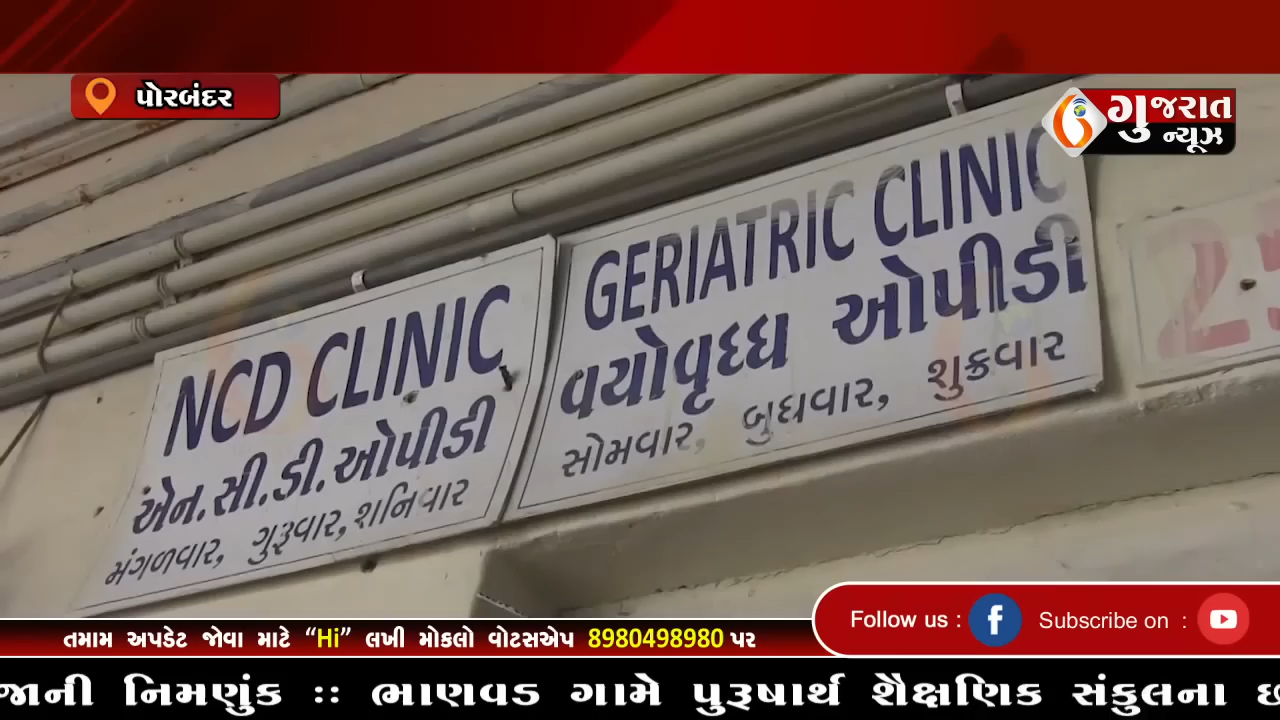 પોરબંદર
ગુજરાત
ન્યૂઝ
NCD CLINIC
એન.સી.ડી.ઓપીડી
મંગળવાર, ગુરૂવાર,શનિવાર
GERIATRIC CLINIC
વયોવૃધ્ધ ઓપીડી
સોમવાર, બુધવાર, શુક્રવાર
Follow us :
Subscribe on :
તમામ અપડેટ જોવા માટે “Hi” લખી મોકલો વોટસએપ 8980498980 પર
નિમણુંક :: ભાણવડ ગામે પુરૂષાર્થ શૈક્ષણિક સંકુલના